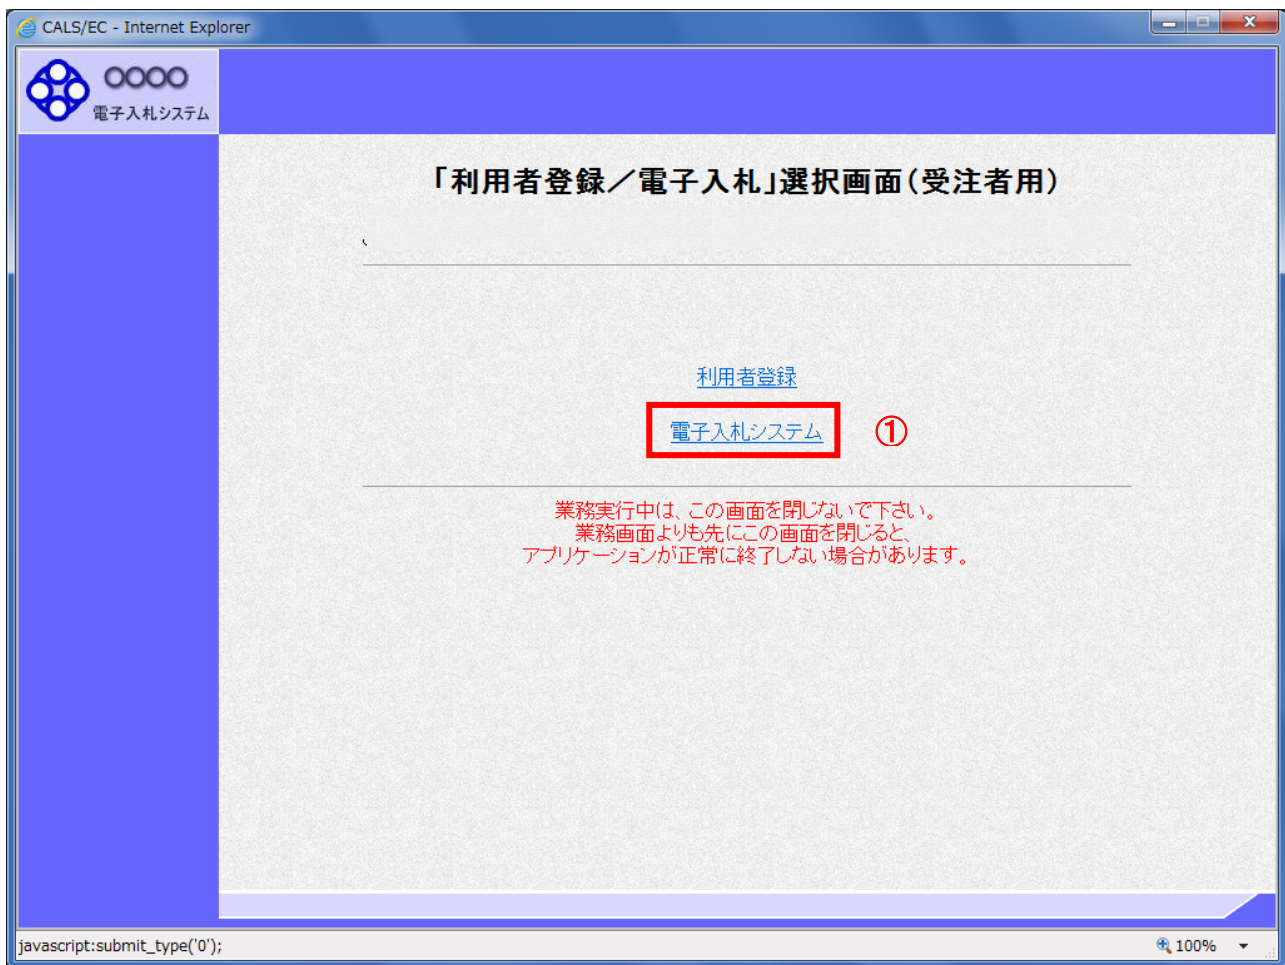 CALS/EC - Internet Explorer
○○○○
電子入札システム
「利用者登録／電子入札」選択画面（受注者用）
利用者登録
電子入札システム ①
業務実行中は、この画面を閉じないで下さい。
業務画面よりも先にこの画面を閉じると、
アプリケーションが正常に終了しない場合があります。
javascript:submit_type('0'); 100%